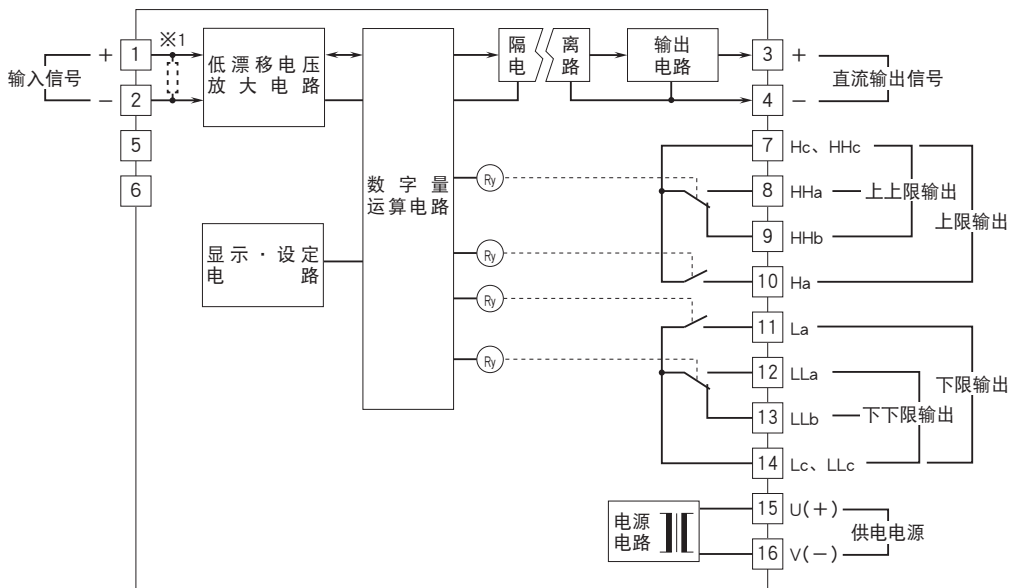 输入信号
+
1
※1
-
2
5
6
低漂移电压
放大电路
显示・设定
电路
数字量
运算电路
隔
电
离
路
输出
电路
3
+
4
-
直流输出信号
Ry
Ry
Ry
Ry
7
Hc、HHc
8
HHa
上上限输出
9
HHb
上限输出
10
Ha
11
La
12
LLa
下限输出
13
LLb
下下限输出
14
Lc、LLc
电源
电路
15
U(+)
供电电源
16
V(-)